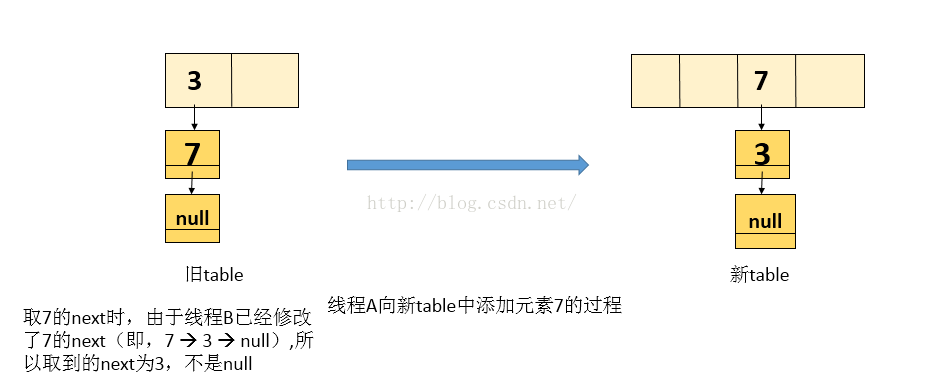 3
7
7
3
null
null
http://blog.csdn.net/
旧table
新table
线程A向新table中添加元素7的过程
取7的next时，由于线程B已经修改
了7的next（即，7 → 3 → null）,所
以取到的next为3，不是null